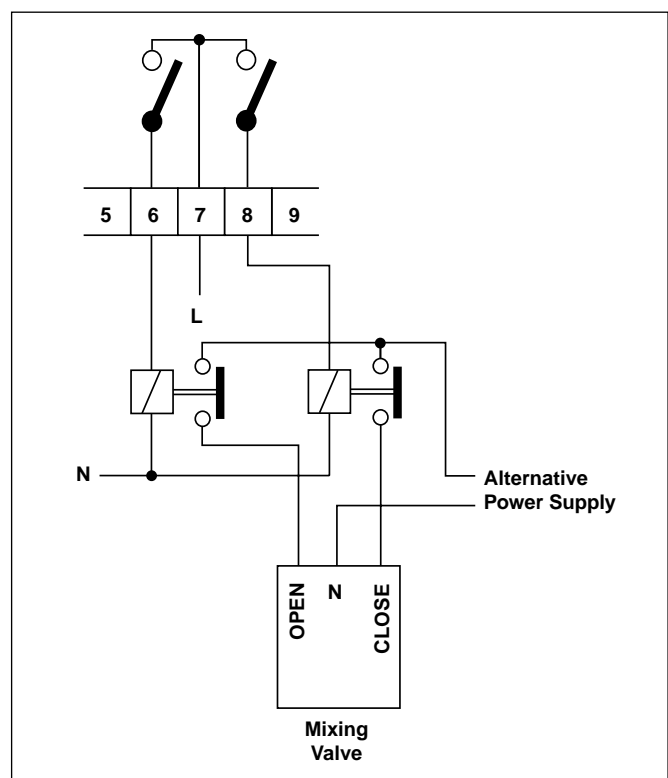 5 6 7 8 9
L
N
Alternative
Power Supply
OPEN N CLOSE
Mixing
Valve